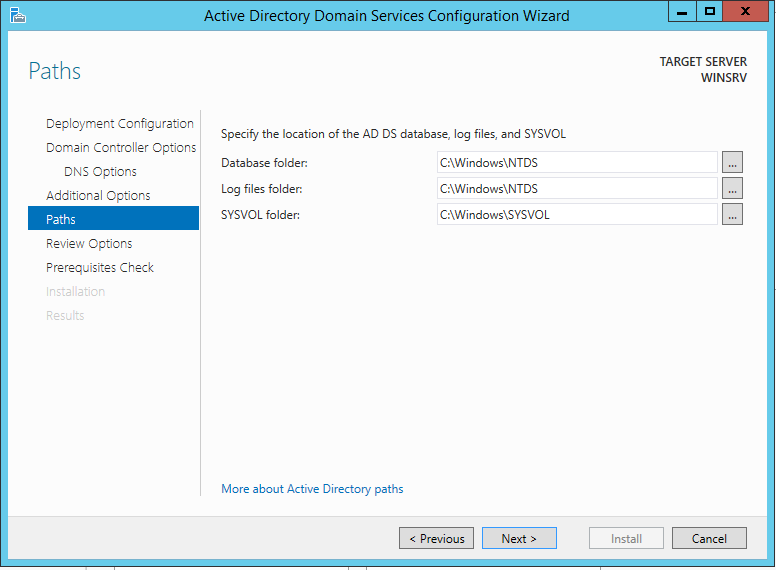 Active Directory Domain Services Configuration Wizard
Paths
TARGET SERVER
WINSRV
Deployment Configuration
Domain Controller Options
DNS Options
Additional Options
Paths
Review Options
Prerequisites Check
Installation
Results
Specify the location of the AD DS database, log files, and SYSVOL
Database folder: C:\Windows\NTDS ...
Log files folder: C:\Windows\NTDS ...
SYSVOL folder: C:\Windows\SYSVOL ...
More about Active Directory paths
< Previous Next > Install Cancel